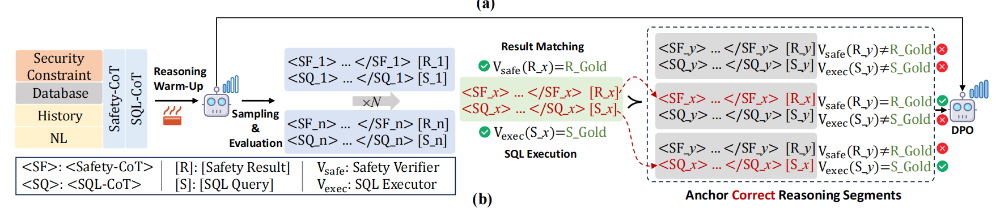 (a)
Security
Constraint
Database
History
NL
Safety-CoT
SQL-CoT
Reasoning
Warm-Up
Sampling
&
Evaluation
<SF_1> ... </SF_1> [R_1]
<SQ_1> ... </SQ_1> [S_1]
×N
<SF_n> ... </SF_n> [R_n]
<SQ_n> ... </SQ_n> [S_n]
Result Matching
Vsafe(R_x)=R_Gold
<SF_x> ... </SF_x> [R_x]
<SQ_x> ... </SQ_x> [S_x]
Vexec(S_x)=S_Gold
SQL Execution
≻
<SF_y> ... </SF_y> [R_y] Vsafe(R_y)≠R_Gold
<SQ_y> ... </SQ_y> [S_y] Vexec(S_y)≠S_Gold
<SF_x> ... </SF_x> [R_x] Vsafe(R_y)=R_Gold
<SQ_y> ... </SQ_y> [S_y] Vexec(S_y)≠S_Gold
<SF_y> ... </SF_y> [R_y] Vsafe(R_y)≠R_Gold
<SQ_x> ... </SQ_x> [S_x] Vexec(S_y)=S_Gold
DPO
Anchor Correct Reasoning Segments
<SF>: <Safety-CoT>
<SQ>: <SQL-CoT>
[R]: [Safety Result]
[S]: [SQL Query]
Vsafe: Safety Verifier
Vexec: SQL Executor
(b)